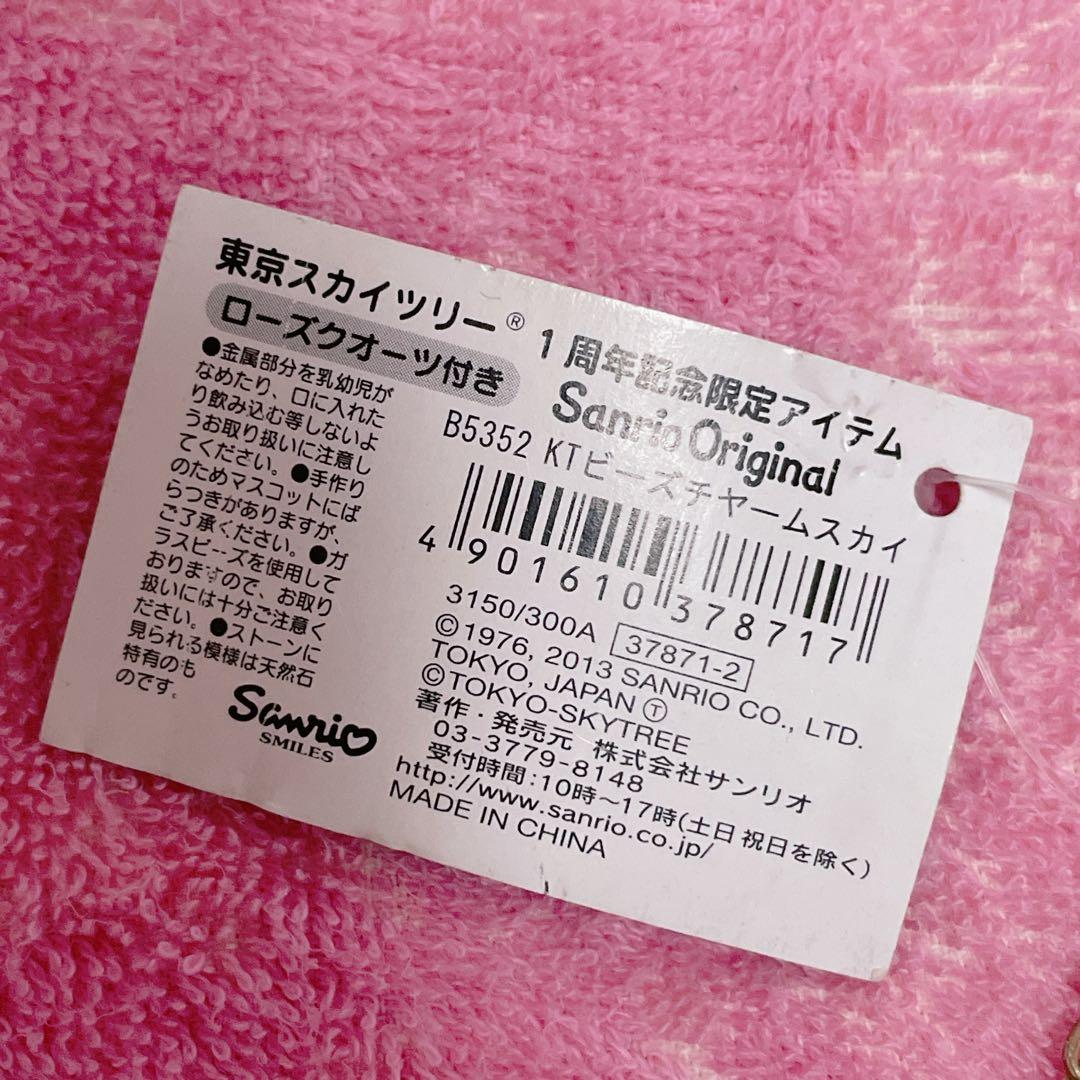 東京スカイツリー® 1周年記念限定アイテム
ローズクオーツ付き
Sanrio Original
●金属部分を乳幼児が
なめたり、口に入れた
り飲み込む等しないよ
うお取り扱いに注意し
てください。●手作り
のためマスコットにば
らつきがありますが、
ご了承ください。●ガ
ラスビーズを使用して
おりますので、お取り
扱いには十分ご注意く
ださい。●ストーンに
見られる模様は天然石
特有のも
のです。
Sanrio
SMILES
B5352 KTビーズチャームスカイ
4 901610 378717
3150/300A 37871-2
©1976, 2013 SANRIO CO., LTD.
TOKYO, JAPAN Ⓣ
©TOKYO-SKYTREE
著作・発売元 株式会社サンリオ
03-3779-8148
受付時間:10時～17時(土日祝日を除く)
http://www.sanrio.co.jp/
MADE IN CHINA